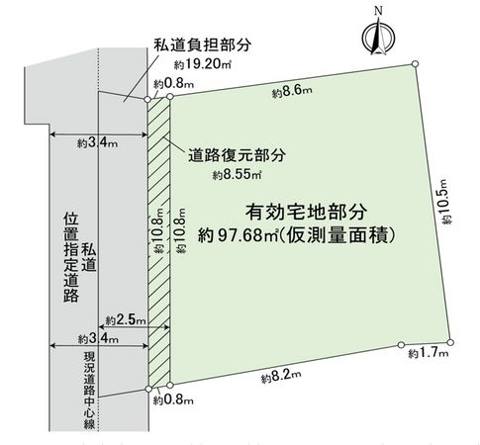 N
私道負担部分
約19.20㎡
約0.8m
約8.6m
約3.4m
道路復元部分
約8.55㎡
約10.8m
約10.8m
約10.5m
有効宅地部分
約97.68㎡(仮測量面積)
私道
位置指定道路
約2.5m
約3.4m
現況道路中心線
約0.8m
約8.2m
約1.7m